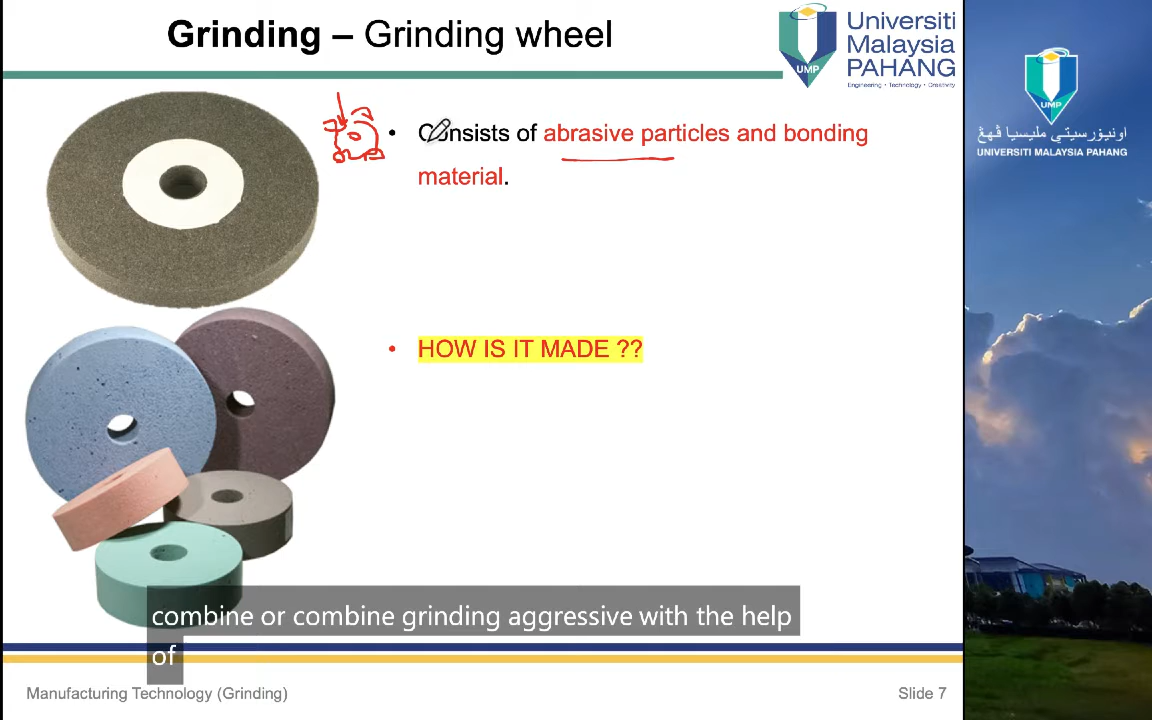 Grinding – Grinding wheel
Universiti
Malaysia
PAHANG
Engineering • Technology • Creativity
UMP
• Consists of abrasive particles and bonding
material.
• HOW IS IT MADE ??
combine or combine grinding aggressive with the help
of
Manufacturing Technology (Grinding)
Slide 7
UMP
اونيۏرسيتي مليسيا ڤهڠ
UNIVERSITI MALAYSIA PAHANG